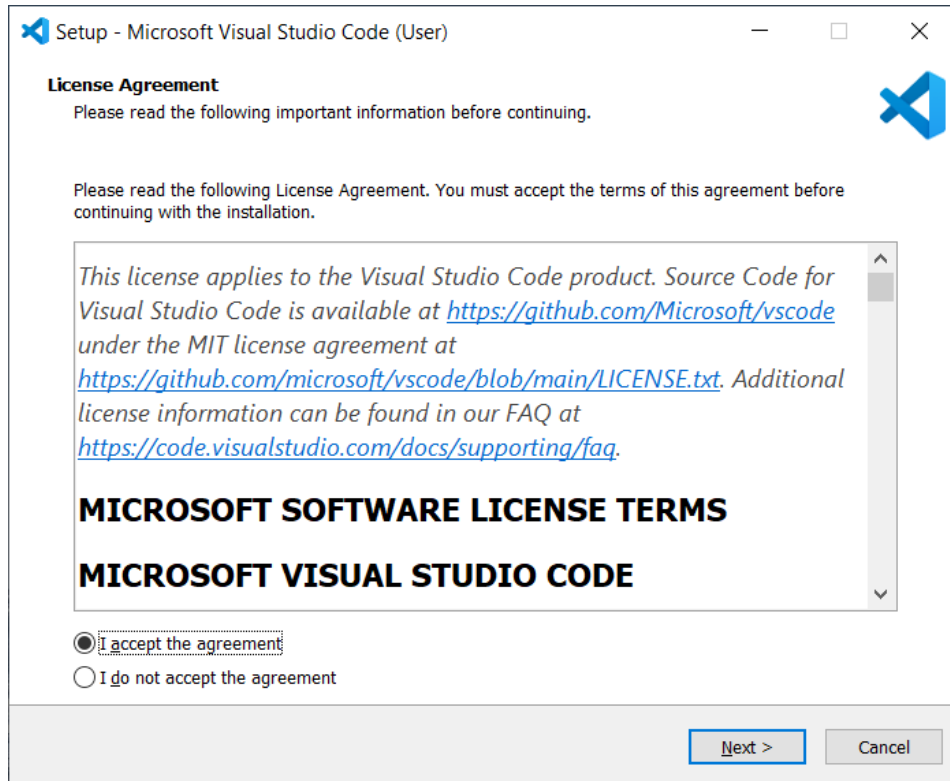 Setup - Microsoft Visual Studio Code (User)
License Agreement
Please read the following important information before continuing.
Please read the following License Agreement. You must accept the terms of this agreement before
continuing with the installation.
This license applies to the Visual Studio Code product. Source Code for
Visual Studio Code is available at https://github.com/Microsoft/vscode
under the MIT license agreement at
https://github.com/microsoft/vscode/blob/main/LICENSE.txt. Additional
license information can be found in our FAQ at
https://code.visualstudio.com/docs/supporting/faq.
MICROSOFT SOFTWARE LICENSE TERMS
MICROSOFT VISUAL STUDIO CODE
I accept the agreement
I do not accept the agreement
Next > Cancel